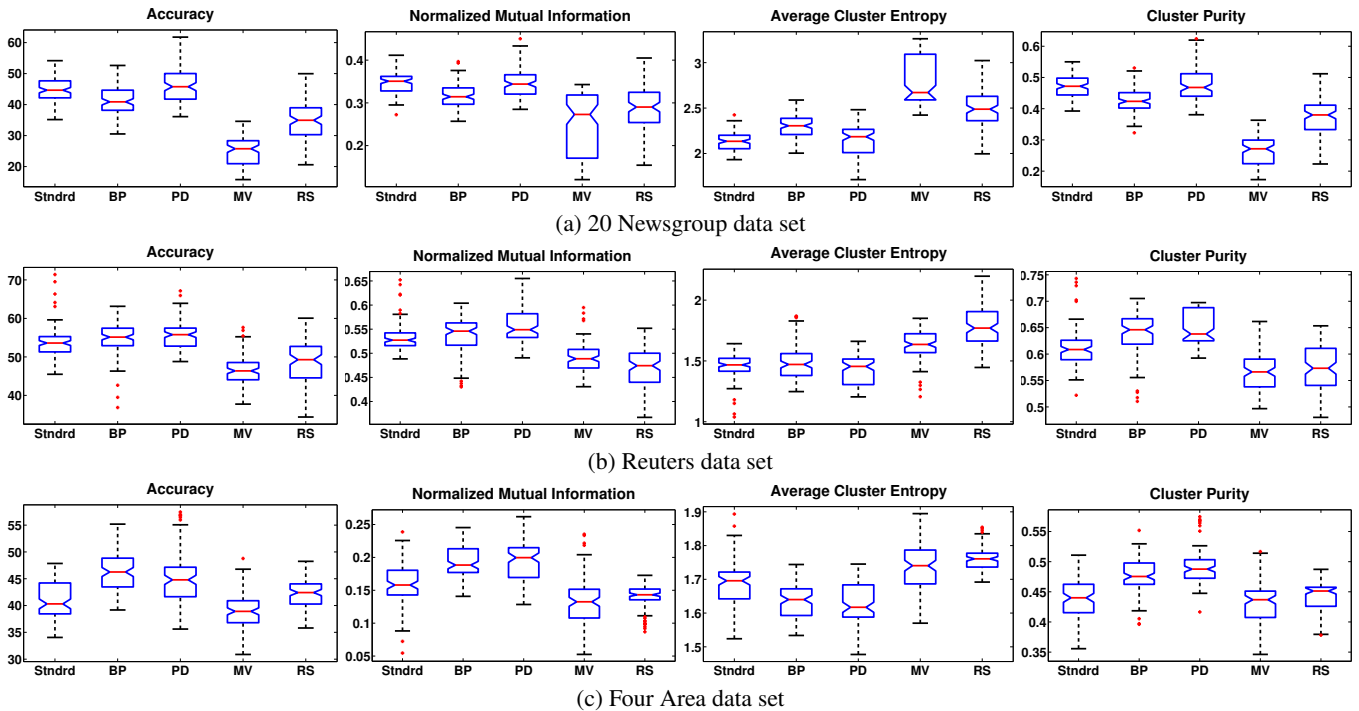 Accuracy
60
50
40
30
20
Stndrd BP PD MV RS
Normalized Mutual Information
0.4
0.3
0.2
Stndrd BP PD MV RS
Average Cluster Entropy
3
2.5
2
Stndrd BP PD MV RS
Cluster Purity
0.6
0.5
0.4
0.3
0.2
Stndrd BP PD MV RS
(a) 20 Newsgroup data set
Accuracy
70
60
50
40
Stndrd BP PD MV RS
Normalized Mutual Information
0.65
0.6
0.55
0.5
0.45
0.4
Stndrd BP PD MV RS
Average Cluster Entropy
2
1.5
1
Stndrd BP PD MV RS
Cluster Purity
0.75
0.7
0.65
0.6
0.55
0.5
Stndrd BP PD MV RS
(b) Reuters data set
Accuracy
55
50
45
40
35
30
Stndrd BP PD MV RS
Normalized Mutual Information
0.25
0.2
0.15
0.1
0.05
Stndrd BP PD MV RS
Average Cluster Entropy
1.9
1.8
1.7
1.6
1.5
Stndrd BP PD MV RS
Cluster Purity
0.55
0.5
0.45
0.4
0.35
Stndrd BP PD MV RS
(c) Four Area data set